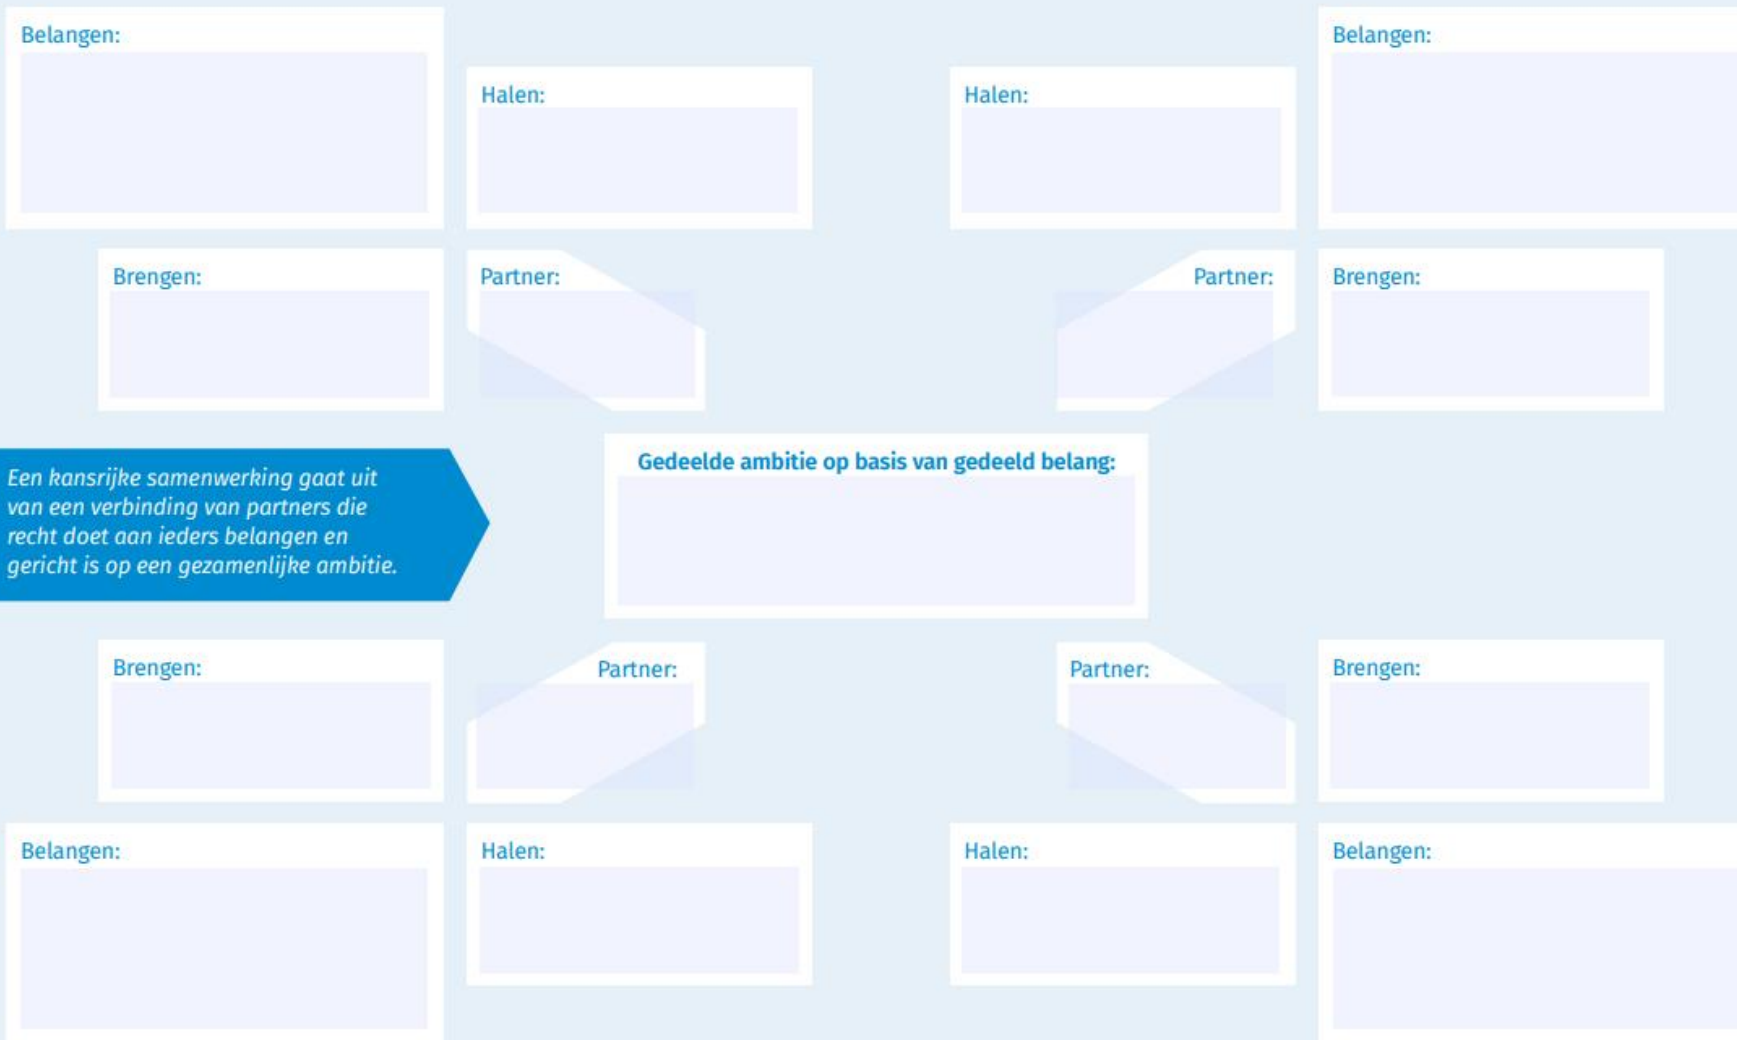 Belangen:
Belangen:
Halen:
Halen:
Brengen:
Partner:
Partner:
Brengen:
Gedeelde ambitie op basis van gedeeld belang:
Een kansrijke samenwerking gaat uit
van een verbinding van partners die
recht doet aan ieders belangen en
gericht is op een gezamenlijke ambitie.
Brengen:
Partner:
Partner:
Brengen:
Belangen:
Halen:
Halen:
Belangen: